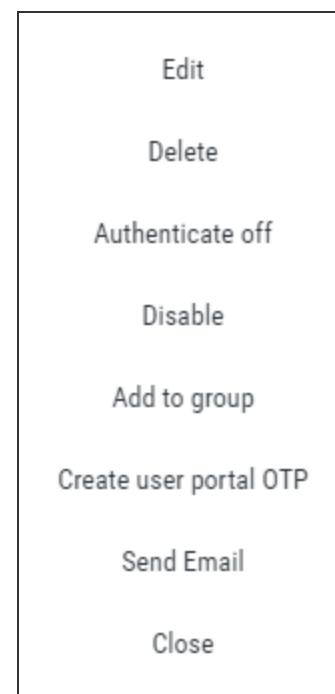 Edit
Delete
Authenticate off
Disable
Add to group
Create user portal OTP
Send Email
Close